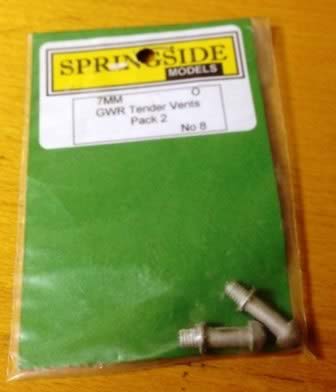 SPRINGSIDE
MODELS
7MM O
GWR Tender Vents
Pack 2
No 8